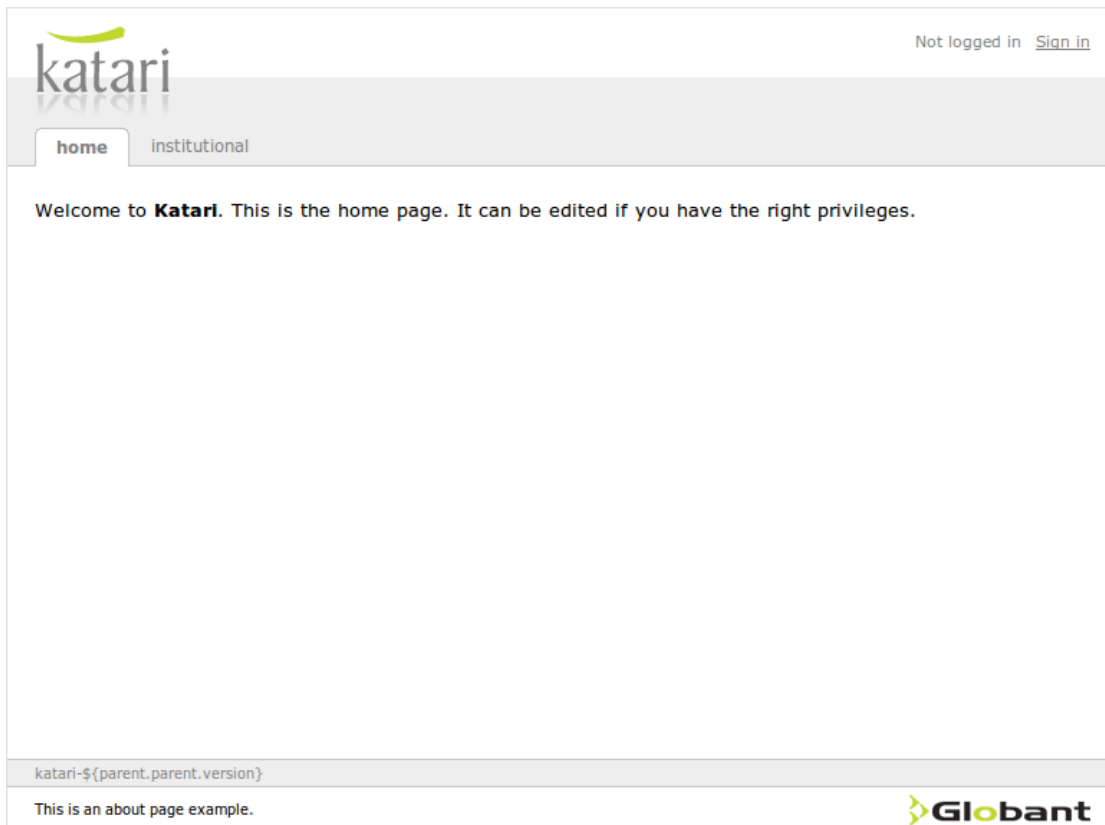 katari
Not logged in Sign in
home institutional
Welcome to Katari. This is the home page. It can be edited if you have the right privileges.
katari-${parent.parent.version}
This is an about page example.
Globant